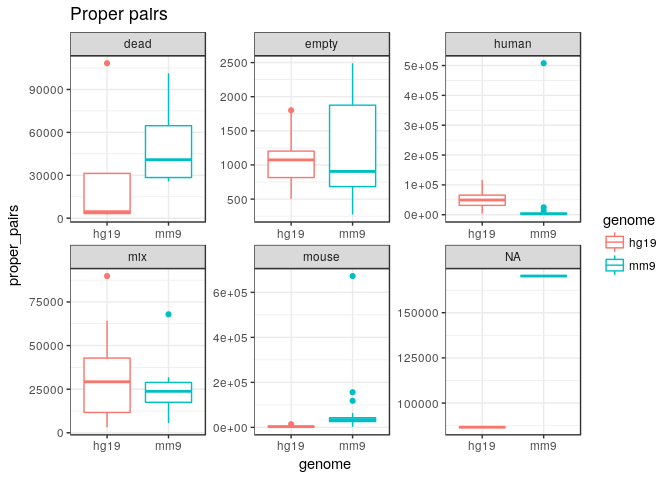 Proper pairs
dead
empty
human
90000
60000
30000
0
2500
2000
1500
1000
500
5e+05
4e+05
3e+05
2e+05
1e+05
0e+00
hg19
mm9
hg19
mm9
hg19
mm9
proper_pairs
mix
mouse
NA
75000
50000
25000
0
6e+05
4e+05
2e+05
0e+00
150000
125000
100000
hg19
mm9
hg19
mm9
hg19
mm9
genome
genome
hg19
mm9